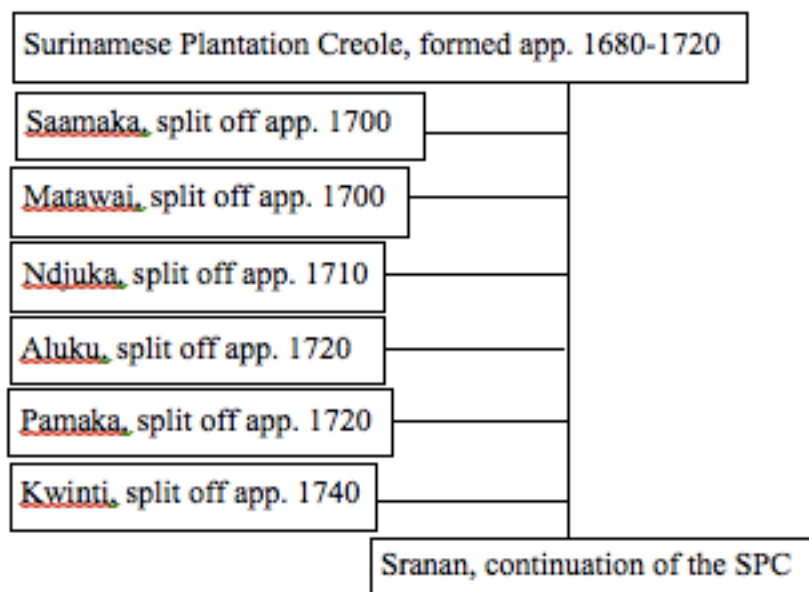 Surinamese Plantation Creole, formed app. 1680-1720
Saamaka, split off app. 1700
Matawai, split off app. 1700
Ndjuka, split off app. 1710
Aluku, split off app. 1720
Pamaka, split off app. 1720
Kwinti, split off app. 1740
Sranan, continuation of the SPC